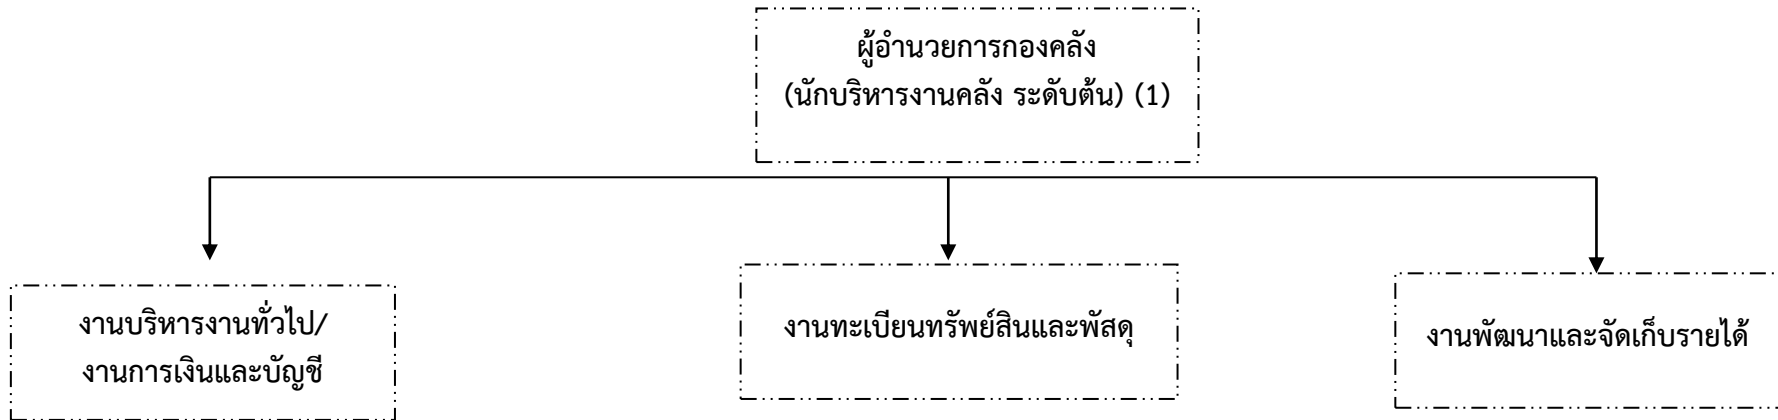 ผู้อำนวยการกองคลัง
(นักบริหารงานคลัง ระดับต้น) (1)
งานบริหารงานทั่วไป/
งานการเงินและบัญชี
งานทะเบียนทรัพย์สินและพัสดุ
งานพัฒนาและจัดเก็บรายได้